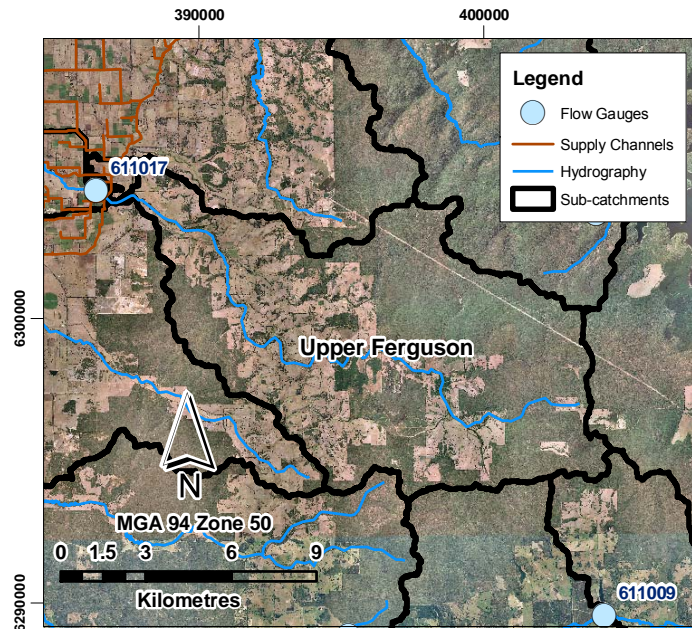 390000
400000
Legend
Flow Gauges
Supply Channels
Hydrography
Sub-catchments
611017
6300000
Upper Ferguson
N
MGA 94 Zone 50
0 1.5 3 6 9
Kilometres
6290000
611009